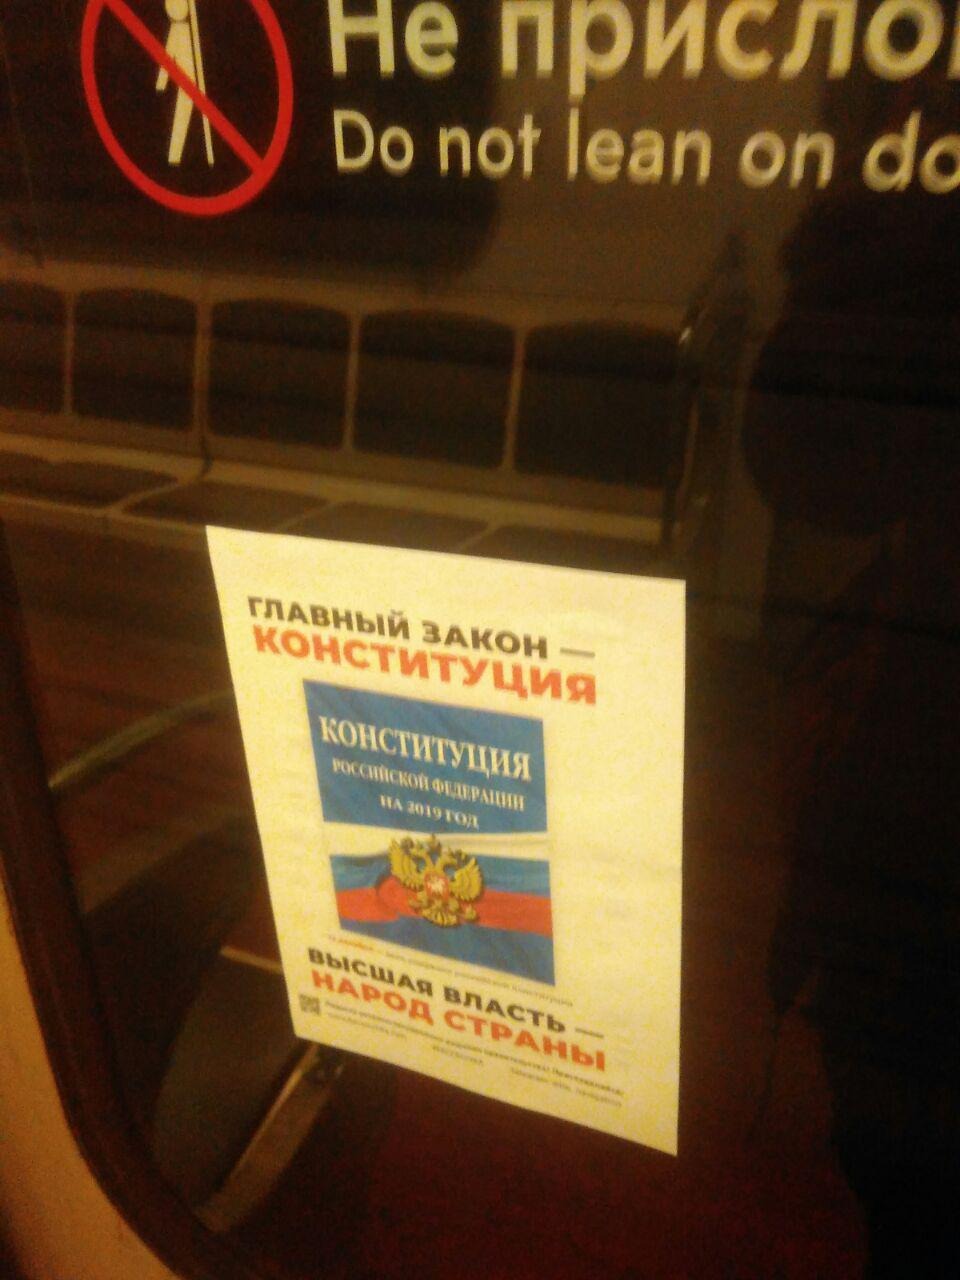 Не присло
Do not lean on do
ГЛАВНЫЙ ЗАКОН —
КОНСТИТУЦИЯ
КОНСТИТУЦИЯ
РОССИЙСКОЙ ФЕДЕРАЦИИ
НА 2019 ГОД
ВЫСШАЯ ВЛАСТЬ —
НАРОД СТРАНЫ